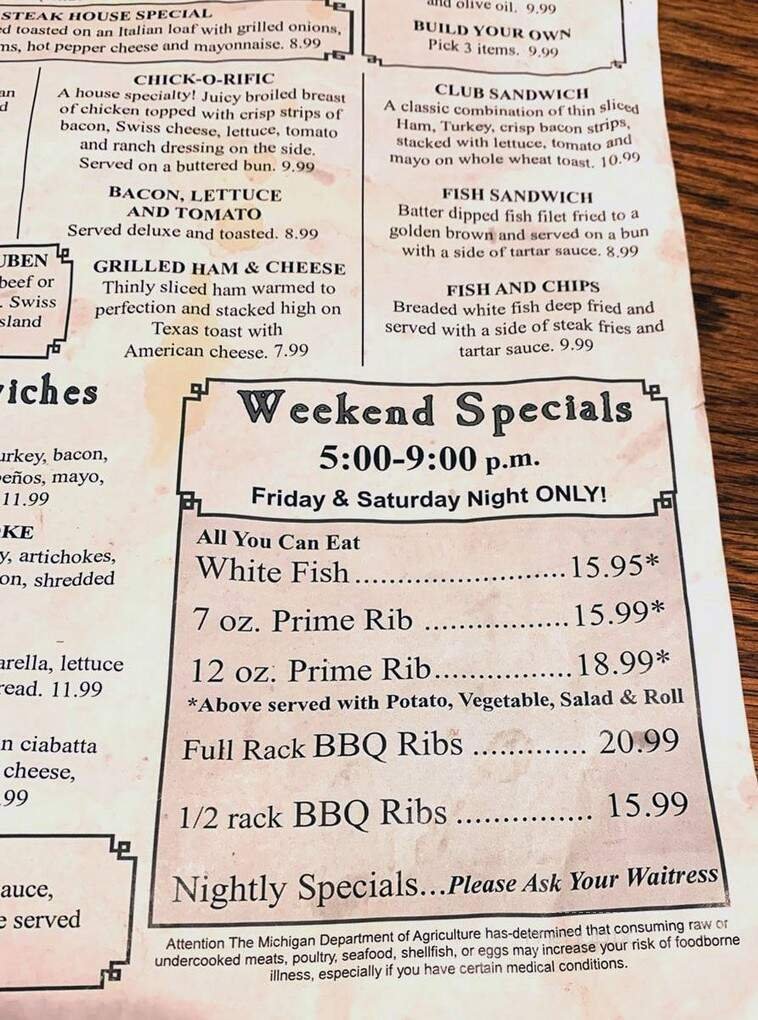 STEAK HOUSE SPECIAL
toasted on an Italian loaf with grilled onions,
hot pepper cheese and mayonnaise. 8.99
and olive oil. 9.99
BUILD YOUR OWN
Pick 3 items. 9.99
CHICK-O-RIFIC
A house specialty! Juicy broiled breast
of chicken topped with crisp strips of
bacon, Swiss cheese, lettuce, tomato
and ranch dressing on the side.
Served on a buttered bun. 9.99
BACON, LETTUCE
AND TOMATO
Served deluxe and toasted. 8.99
GRILLED HAM & CHEESE
Thinly sliced ham warmed to
perfection and stacked high on
Texas toast with
American cheese. 7.99
CLUB SANDWICH
A classic combination of thin sliced
Ham, Turkey, crisp bacon strips,
stacked with lettuce, tomato and
mayo on whole wheat toast. 10.99
FISH SANDWICH
Batter dipped fish filet fried to a
golden brown and served on a bun
with a side of tartar sauce. 8.99
FISH AND CHIPS
Breaded white fish deep fried and
served with a side of steak fries and
tartar sauce. 9.99
beef or
Swiss
bacon,
mayo,
11.99
artichokes,
shredded
lettuce
11.99
ciabatta
cheese,
served
Weekend Specials
5:00-9:00 p.m.
Friday & Saturday Night ONLY!
All You Can Eat
White Fish.........................15.95*
7 oz. Prime Rib .................15.99*
12 oz. Prime Rib................18.99*
*Above served with Potato, Vegetable, Salad & Roll
Full Rack BBQ Ribs ............. 20.99
1/2 rack BBQ Ribs ............... 15.99
Nightly Specials...Please Ask Your Waitress
Attention The Michigan Department of Agriculture has-determined that consuming raw or
undercooked meats, poultry, seafood, shellfish, or eggs may increase your risk of foodborne
illness, especially if you have certain medical conditions.